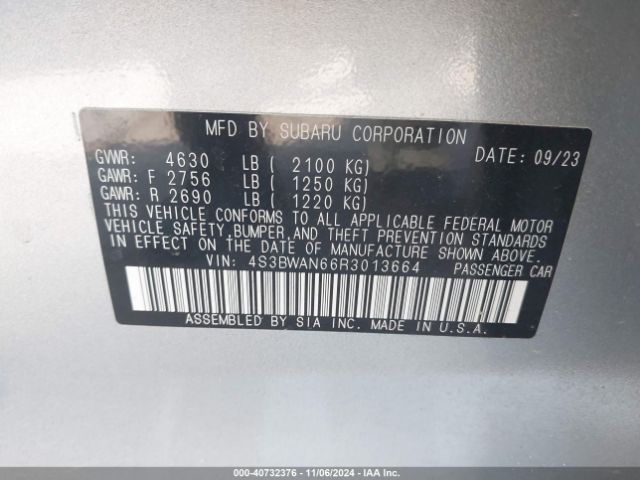 MFD BY SUBARU CORPORATION
DATE: 09/23
GVWR: 4630 LB ( 2100 KG)
GAWR: F 2756 LB ( 1250 KG)
GAWR: R 2690 LB ( 1220 KG)
THIS VEHICLE CONFORMS TO ALL APPLICABLE FEDERAL MOTOR
VEHICLE SAFETY, BUMPER, AND THEFT PREVENTION STANDARDS
IN EFFECT ON THE DATE OF MANUFACTURE SHOWN ABOVE.
VIN: 4S3BWAN66R3013664 PASSENGER CAR
ASSEMBLED BY SIA INC. MADE IN U.S.A.
000-40732376 - 11/06/2024 - IAA Inc.